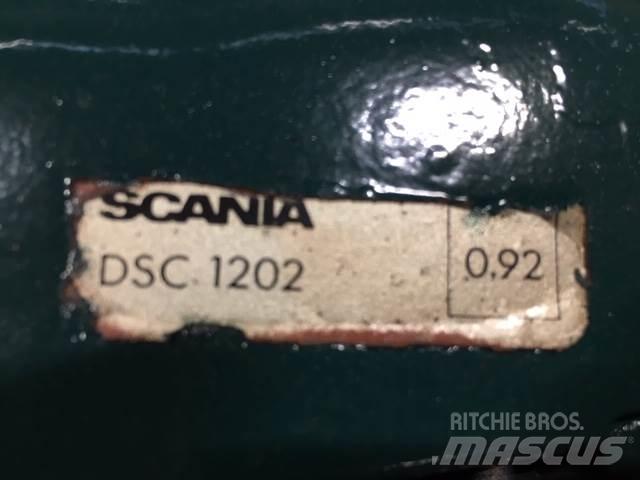 SCANIA
DSC 1202 0.92
RITCHIE BROS.
MASCUS